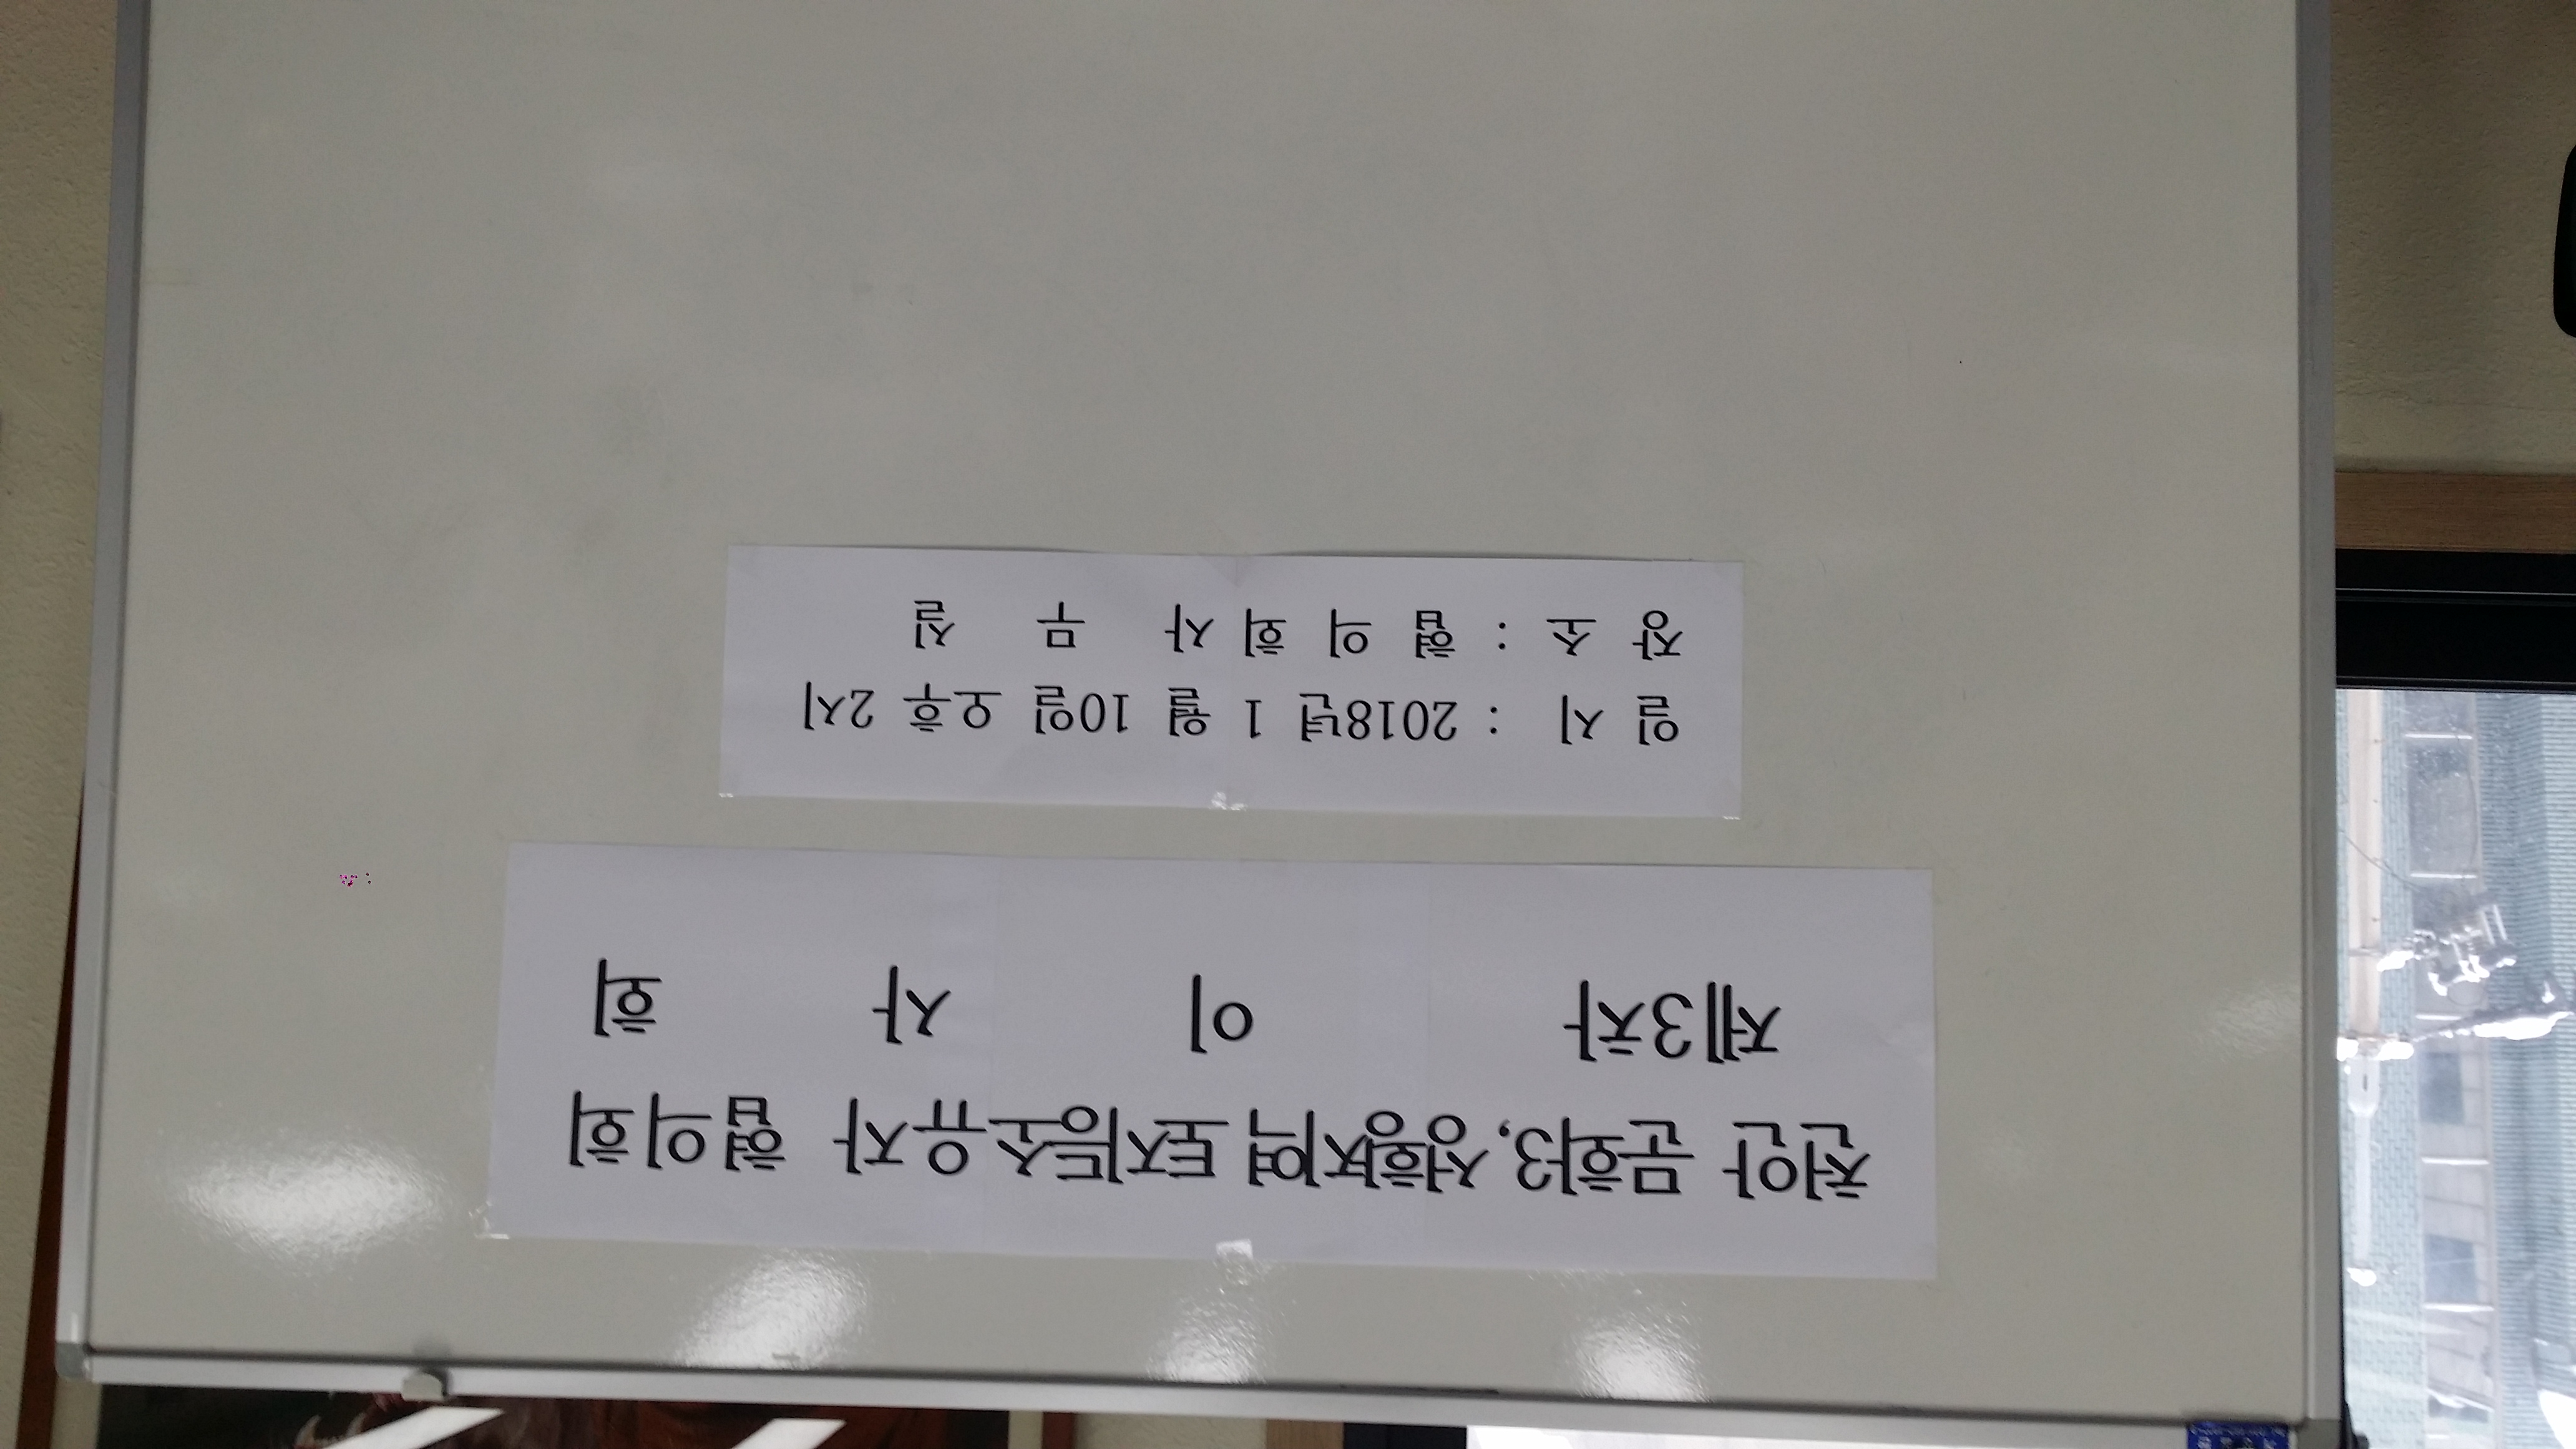 천안 문화3, 성황지역 토지등소유자 협의회
제3차 이 사 회
일 시 : 2018년 1 월 10일 오후 2시
장 소 : 협 의 회 사 무 실